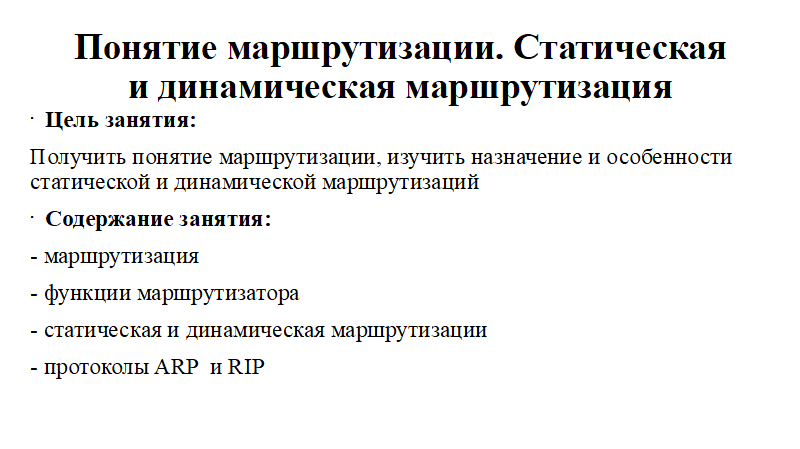 Понятие маршрутизации. Статическая
и динамическая маршрутизация
· Цель занятия:
Получить понятие маршрутизации, изучить назначение и особенности
статической и динамической маршрутизаций
· Содержание занятия:
- маршрутизация
- функции маршрутизатора
- статическая и динамическая маршрутизации
- протоколы ARP  и RIP